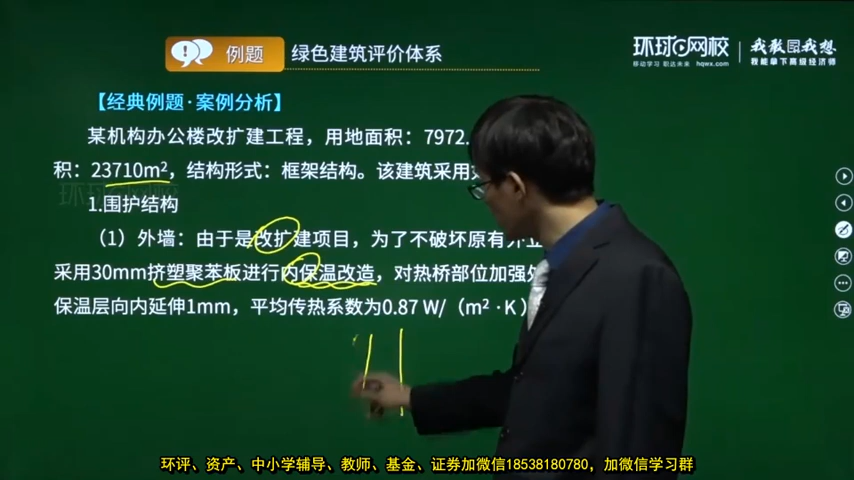 例题 绿色建筑评价体系
环球网校 我敢闯我想
移动学习 职达未来 hqwx.com 我能拿下高级经济师
【经典例题·案例分析】
某机构办公楼改扩建工程，用地面积：7972.
积：23710m²，结构形式：框架结构。该建筑采用
1.围护结构
（1）外墙：由于是改扩建项目，为了不破坏原有外立
采用30mm挤塑聚苯板进行内保温改造，对热桥部位加强
保温层向内延伸1mm，平均传热系数为0.87 W/（m²·K）
环评、资产、中小学辅导、教师、基金、证券加微信18538180780，加微信学习群